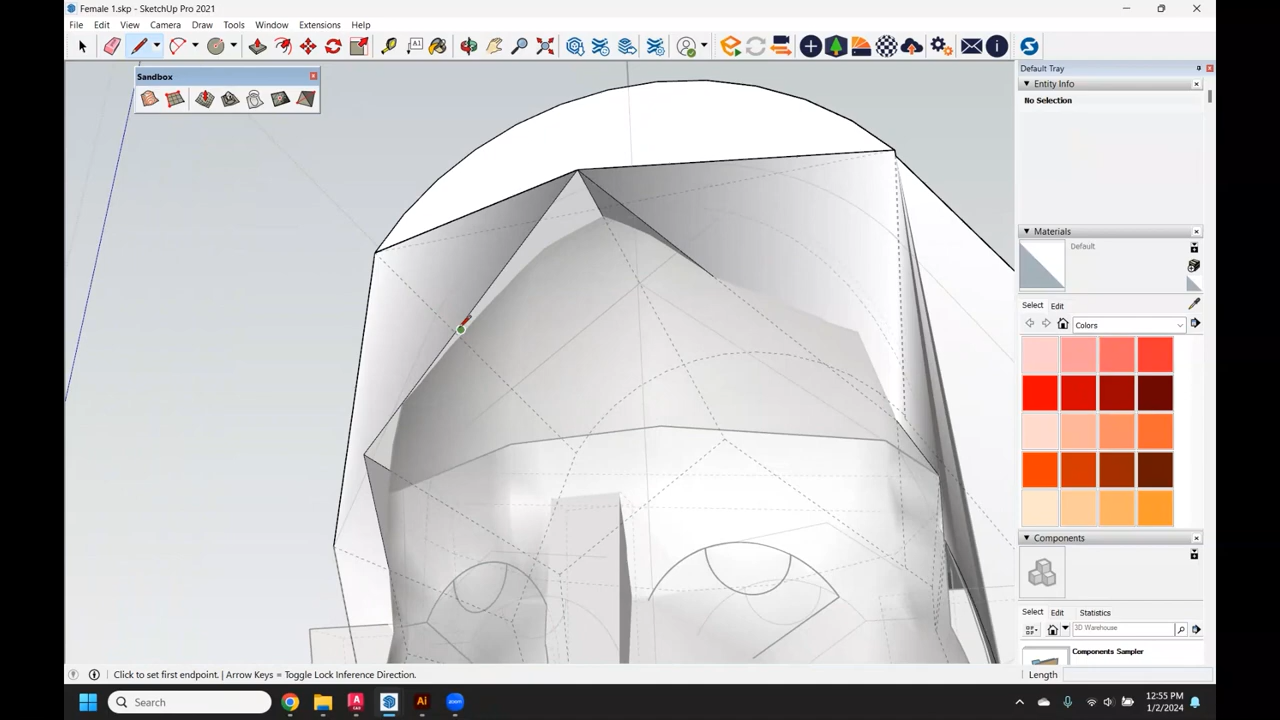 Female 1.skp - SketchUp Pro 2021
File Edit View Camera Draw Tools Window Extensions Help
Sandbox
Default Tray
Entity Info
No Selection
Materials
Default
Select Edit
Colors
Components
Select Edit Statistics
3D Warehouse
Components Sampler
Click to set first endpoint. | Arrow Keys = Toggle Lock Inference Direction.
Length
Search
12:55 PM
1/2/2024